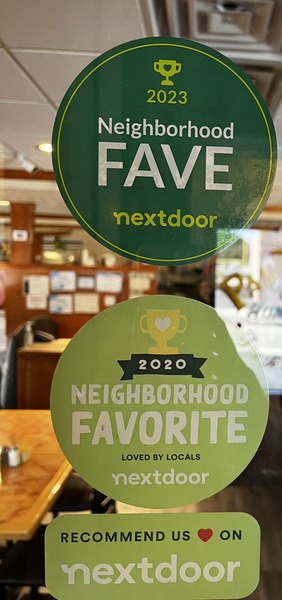 2023
Neighborhood
FAVE
nextdoor
2020
NEIGHBORHOOD
FAVORITE
LOVED BY LOCALS
nextdoor
RECOMMEND US ❤️ ON
nextdoor